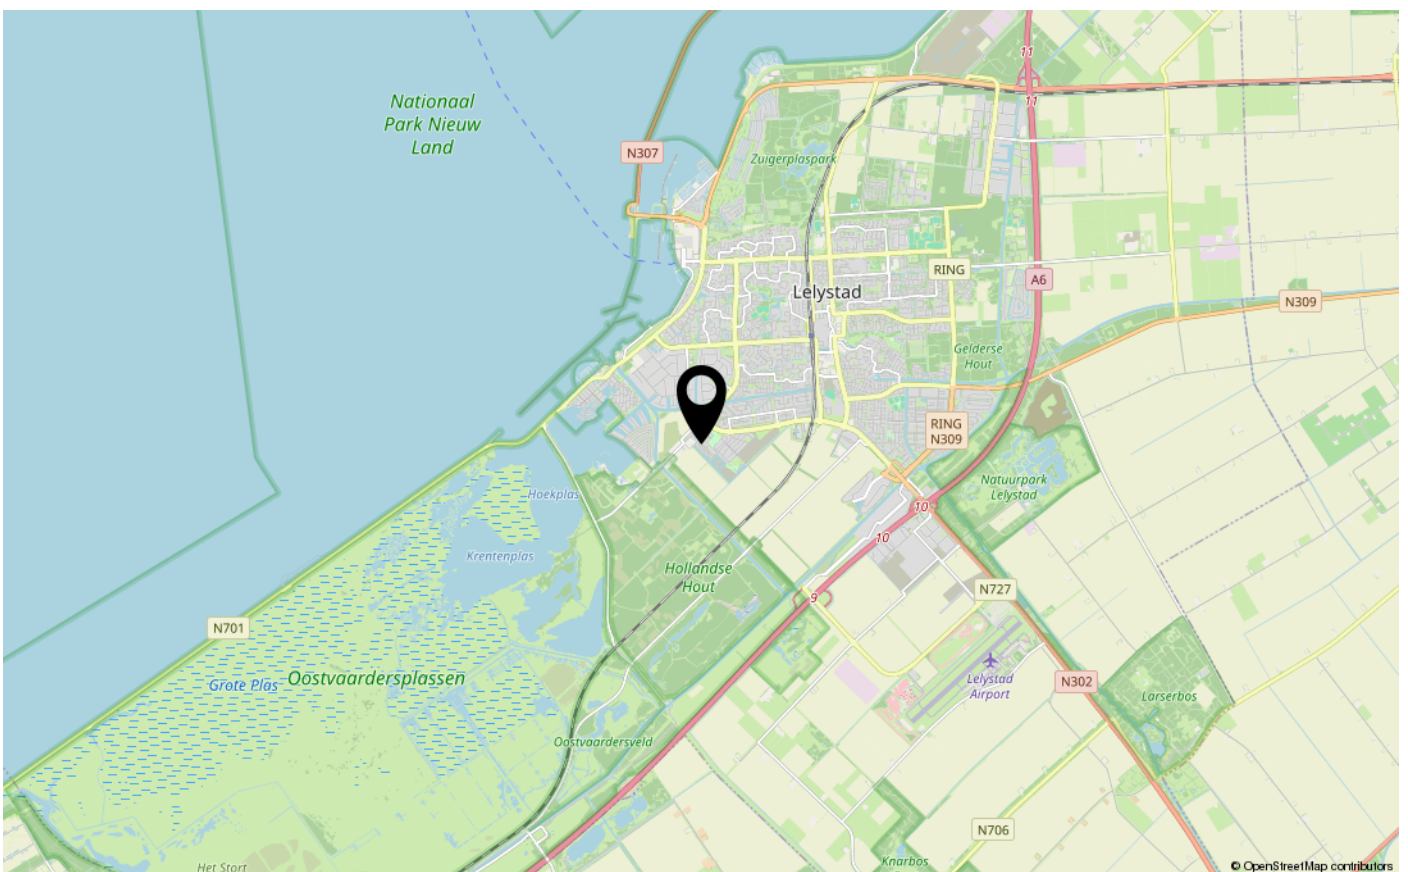 11
Nationaal
Park Nieuw
Land
11
N307
Zuigerplaspark
RING
A6
Lelystad
N309
Gelderse
Hout
RING
N309
Natuurpark
Lelystad
Hoekplas
10
10
Krentenplas
Hollandse
Hout
N727
9
N701
Oostvaardersplassen
Grote Plas
Lelystad
Airport
N302
Larserbos
Oostvaardersveld
N706
Knarbos
Het Stort
© OpenStreetMap contributors